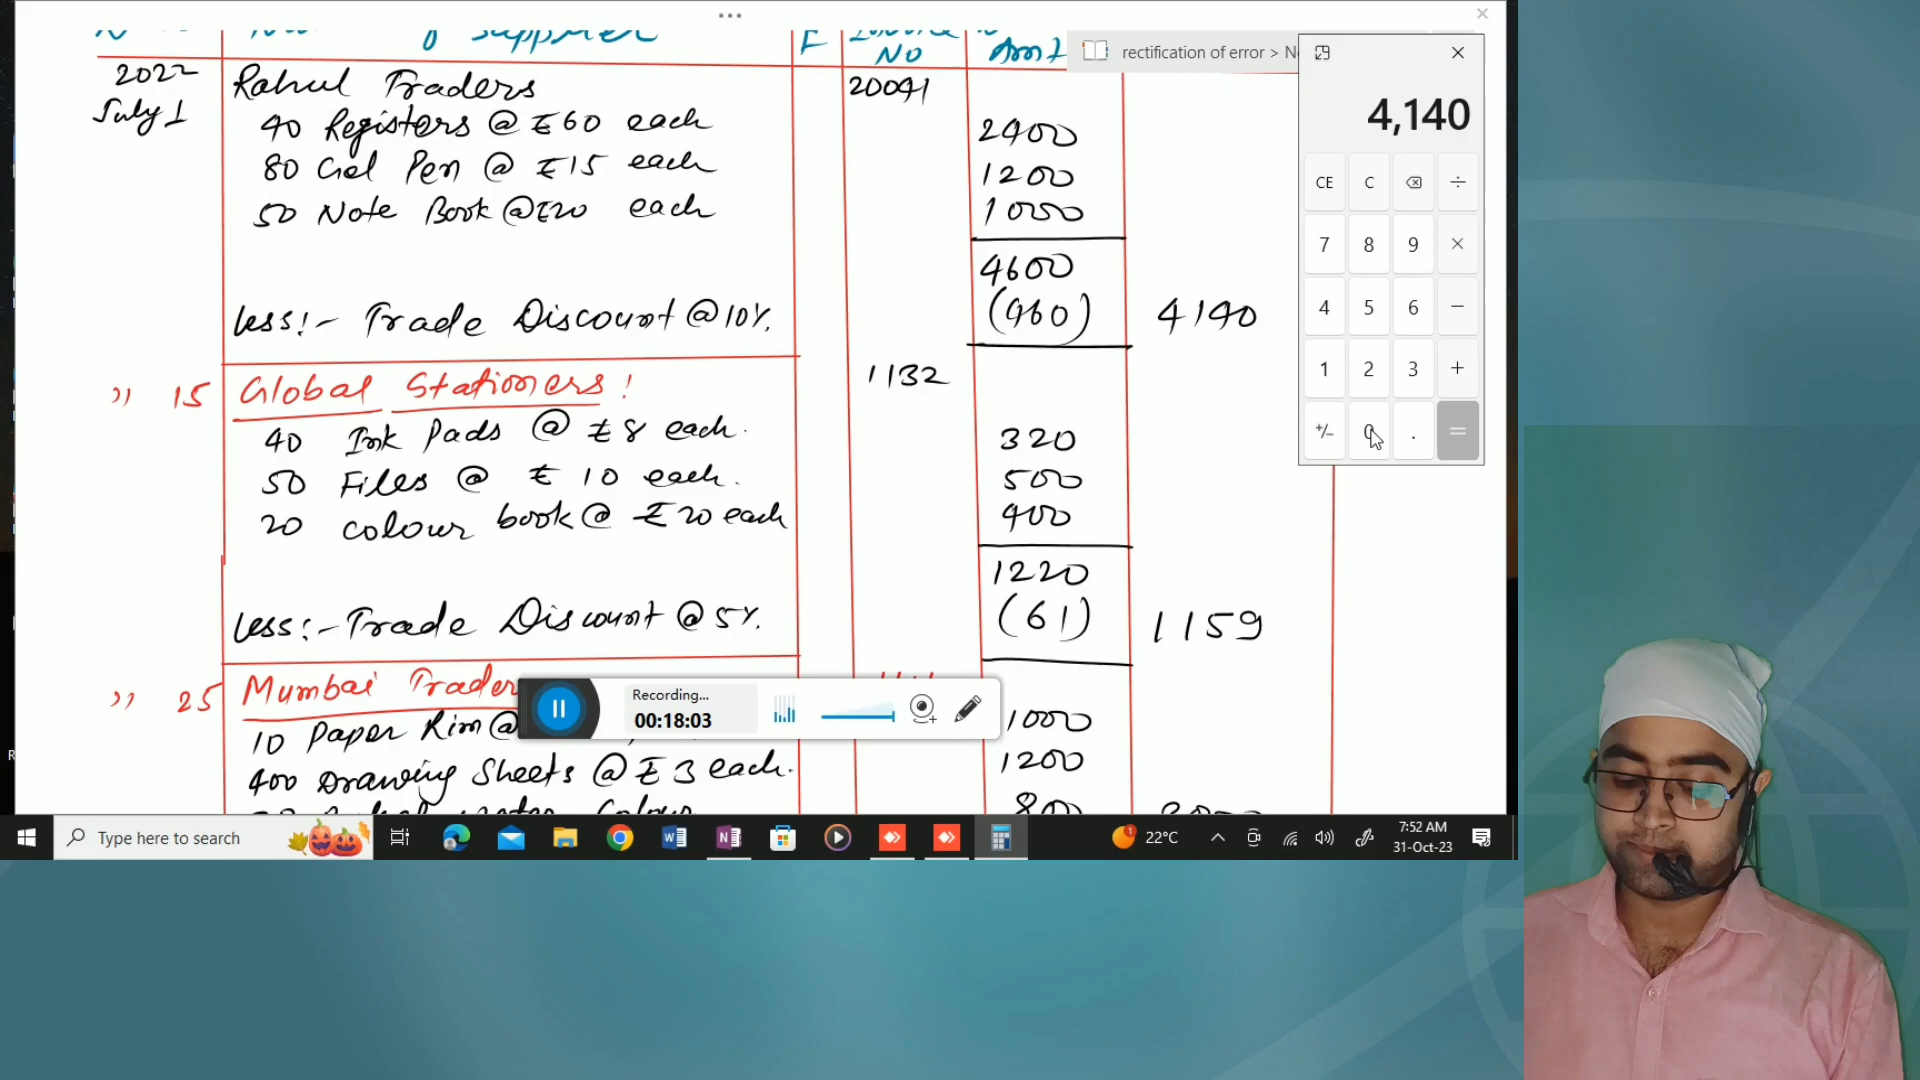 supplier
No
Amt
rectification of error > N
2022 Rahul Traders 20041
July 1 40 Registers @ ₹60 each 2400
80 Gel Pen @ ₹15 each 1200
50 Note Book @ ₹20 each 1000
4600
Less:- Trade Discount @10%. (460) 4140
" 15 Global Stationers! 1132
40 Ink Pads @ ₹8 each. 320
50 Files @ ₹ 10 each. 500
20 colour book @ ₹20 each 400
1220
Less:- Trade Discount @ 5%. (61) 1159
" 25 Mumbai Traders
10 Paper Rim @ 1000
400 Drawing Sheets @ ₹ 3 each. 1200
Colour 800
4,140
CE C ÷
7 8 9 ×
4 5 6 −
1 2 3 +
+/− 0 . =
Recording...
00:18:03
Type here to search
22°C
7:52 AM
31-Oct-23